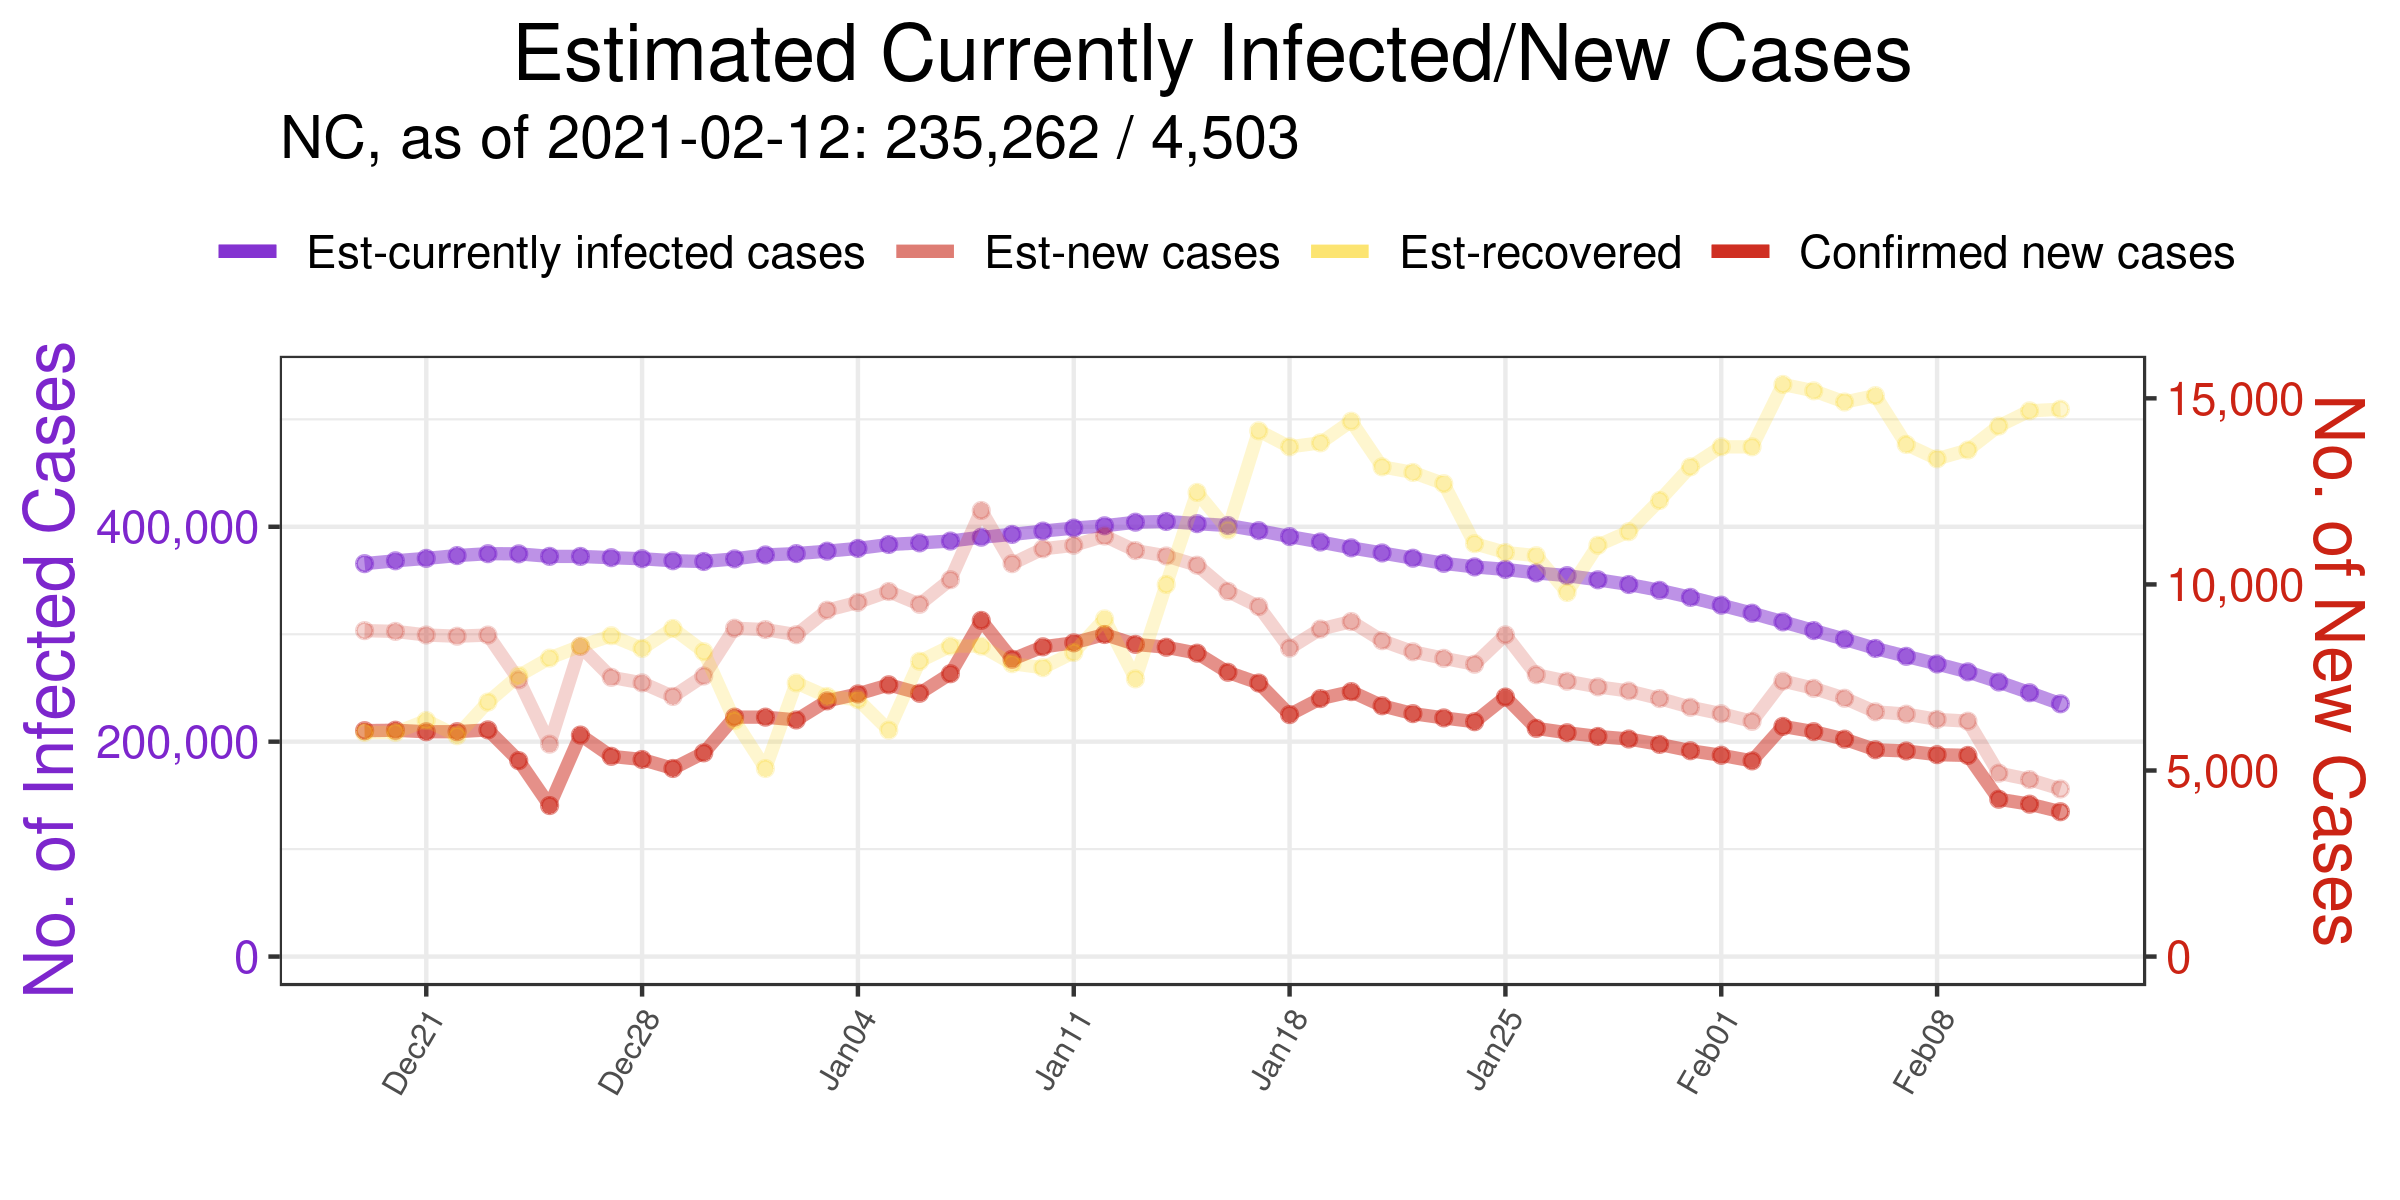 Estimated Currently Infected/New Cases
NC, as of 2021-02-12: 235,262 / 4,503
Est-currently infected cases Est-new cases Est-recovered Confirmed new cases
No. of Infected Cases
400,000
200,000
0
15,000
10,000
5,000
0
No. of New Cases
Dec21 Dec28 Jan04 Jan11 Jan18 Jan25 Feb01 Feb08